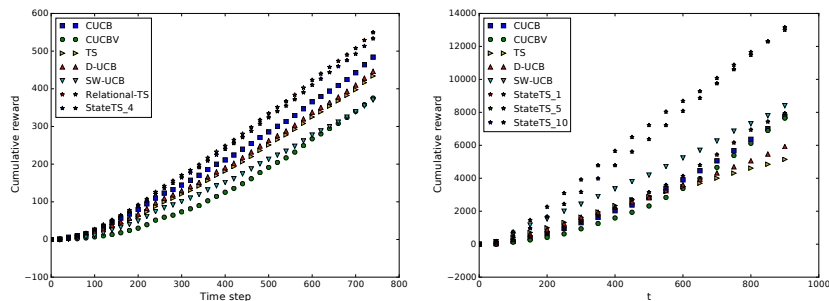 600
500
400
300
200
100
0
-100
0 100 200 300 400 500 600 700 800
Cumulative reward
Time step
CUCB
CUCBV
TS
D-UCB
SW-UCB
Relational-TS
StateTS_4
14000
12000
10000
8000
6000
4000
2000
0
-2000
0 200 400 600 800 1000
Cumulative reward
t
CUCB
CUCBV
TS
D-UCB
SW-UCB
StateTS_1
StateTS_5
StateTS_10